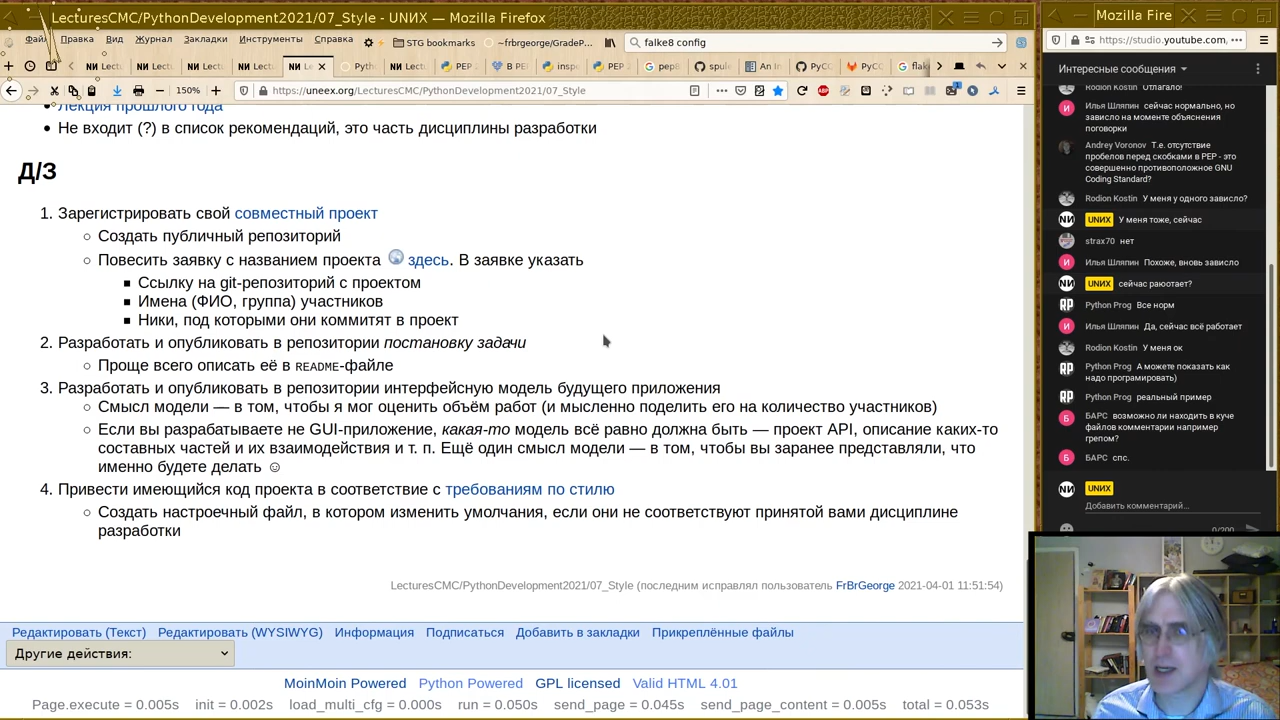 LecturesCMC/PythonDevelopment2021/07_Style - UNИX — Mozilla Firefox
Файл Правка Вид Журнал Закладки Инструменты Справка
STG bookmarks
~frbrgeorge/GradeP...
falke8 config
150%
https://uneex.org/LecturesCMC/PythonDevelopment2021/07_Style
Лекция прошлого года
Не входит (?) в список рекомендаций, это часть дисциплины разработки
Д/З
1. Зарегистрировать свой совместный проект
Создать публичный репозиторий
Повесить заявку с названием проекта здесь. В заявке указать
Ссылку на git-репозиторий с проектом
Имена (ФИО, группа) участников
Ники, под которыми они коммитят в проект
2. Разработать и опубликовать в репозитории постановку задачи
Проще всего описать её в README-файле
3. Разработать и опубликовать в репозитории интерфейсную модель будущего приложения
Смысл модели — в том, чтобы я мог оценить объём работ (и мысленно поделить его на количество участников)
Если вы разрабатываете не GUI-приложение, какая-то модель всё равно должна быть — проект API, описание каких-то
составных частей и их взаимодействия и т. п. Ещё один смысл модели — в том, чтобы вы заранее представляли, что
именно будете делать ☺
4. Привести имеющийся код проекта в соответствие с требованиям по стилю
Создать настроечный файл, в котором изменить умолчания, если они не соответствуют принятой вами дисциплине
разработки
LecturesCMC/PythonDevelopment2021/07_Style (последним исправлял пользователь FrBrGeorge 2021-04-01 11:51:54)
Редактировать (Текст) Редактировать (WYSIWYG) Информация Подписаться Добавить в закладки Прикреплённые файлы
Другие действия:
MoinMoin Powered Python Powered GPL licensed Valid HTML 4.01
Page.execute = 0.005s init = 0.002s load_multi_cfg = 0.000s run = 0.050s send_page = 0.045s send_page_content = 0.005s total = 0.053s
Mozilla Fire
https://studio.youtube.com,
Интересные сообщения
Rodion Kostin Отлагало!
Илья Шляпин сейчас нормально, но
зависло на моменте объяснения
поговорки
Andrey Voronov Т.е. отсутствие
пробелов перед скобками в PEP - это
совершенно противоположное GNU
Coding Standard?
Rodion Kostin У меня у одного зависло?
UNИX У меня тоже, сейчас
strax70 нет
Илья Шляпин Похоже, вновь зависло
UNИX сейчас раюотает?
Python Prog Все норм
Илья Шляпин Да, сейчас всё работает
Rodion Kostin У меня ок
Python Prog А можете показать как
надо програмировать)
Python Prog реальный пример
БАРС возможно ли находить в куче
файлов комментарии например
грепом?
БАРС спс.
UNИX
Добавить комментарий...
0/200